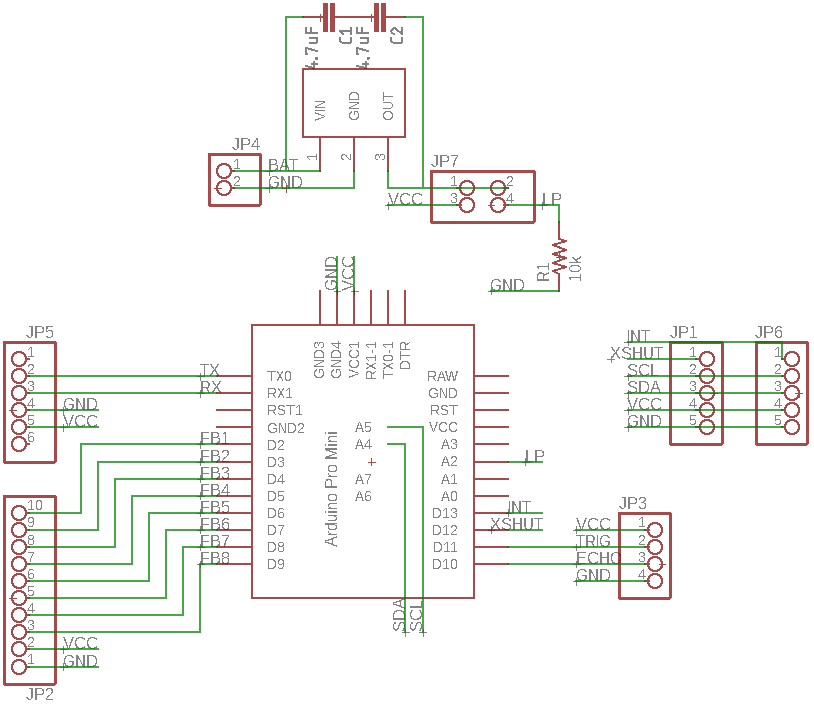 4.7uF C1 4.7uF C2
VIN GND OUT
1 2 3
JP4
1 BAT
2 GND
JP7
1 2
VCC 3 4 LP
R1 10k
GND
GND VCC
GND3 GND4 VCC1 RX1-1 TX0-1 DTR
JP5
1
2
3
4 GND
5 VCC
6
TX TX0
RX RX1
RST1
GND2
FB1 D2
FB2 D3
FB3 D4
FB4 D5
FB5 D6
FB6 D7
FB7 D8
FB8 D9
Arduino Pro Mini
A5
A4
A7
A6
RAW
GND
RST
VCC
A3
A2 LP
A1
A0
D13 INT
D12 XSHUT
D11
D10
SDA SCL
INT JP1 JP6
XSHUT 1 1
SCL 2 2
SDA 3 3
VCC 4 4
GND 5 5
JP3
VCC 1
TRIG 2
ECHO 3
GND 4
10
9
8
7
6
5
4
3
2 VCC
1 GND
JP2